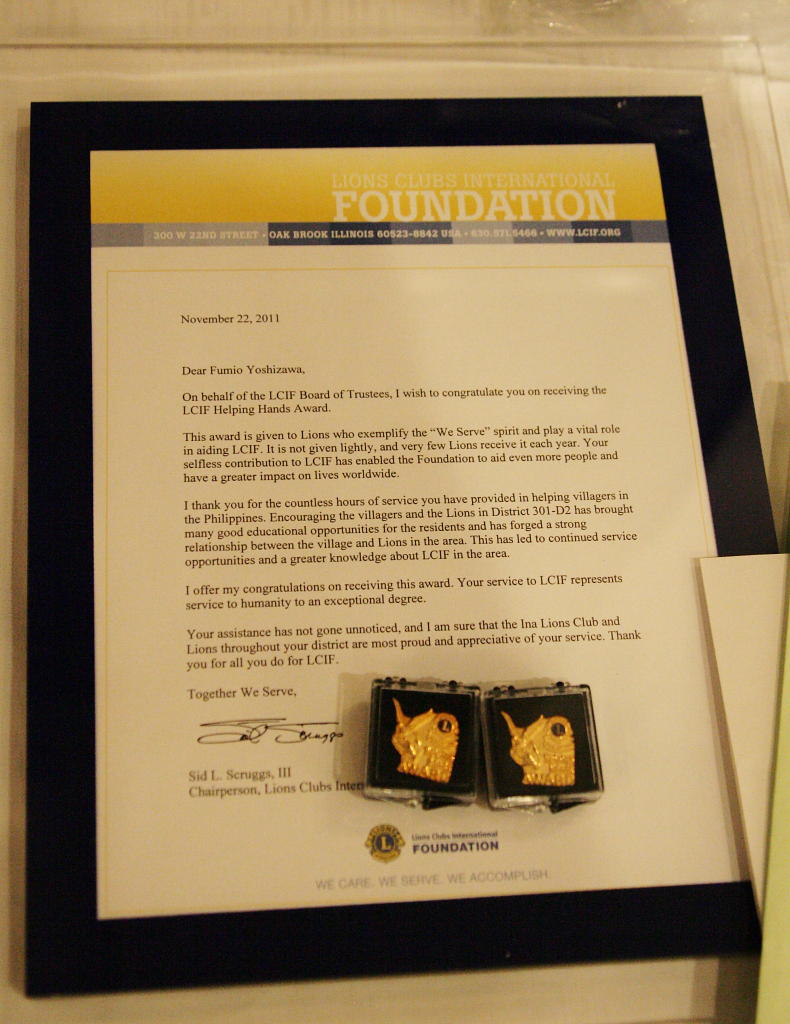 LIONS CLUBS INTERNATIONAL
FOUNDATION
300 W 22ND STREET • OAK BROOK ILLINOIS 60523-8842 USA • 630.571.5466 • WWW.LCIF.ORG
November 22, 2011
Dear Fumio Yoshizawa,
On behalf of the LCIF Board of Trustees, I wish to congratulate you on receiving the
LCIF Helping Hands Award.
This award is given to Lions who exemplify the “We Serve” spirit and play a vital role
in aiding LCIF. It is not given lightly, and very few Lions receive it each year. Your
selfless contribution to LCIF has enabled the Foundation to aid even more people and
have a greater impact on lives worldwide.
I thank you for the countless hours of service you have provided in helping villagers in
the Philippines. Encouraging the villagers and the Lions in District 301-D2 has brought
many good educational opportunities for the residents and has forged a strong
relationship between the village and Lions in the area. This has led to continued service
opportunities and a greater knowledge about LCIF in the area.
I offer my congratulations on receiving this award. Your service to LCIF represents
service to humanity to an exceptional degree.
Your assistance has not gone unnoticed, and I am sure that the Ina Lions Club and
Lions throughout your district are most proud and appreciative of your service. Thank
you for all you do for LCIF.
Together We Serve,
Sid L. Scruggs
Sid L. Scruggs, III
Chairperson, Lions Clubs Inter
LIONS
L
Lions Clubs International
FOUNDATION
WE CARE. WE SERVE. WE ACCOMPLISH.